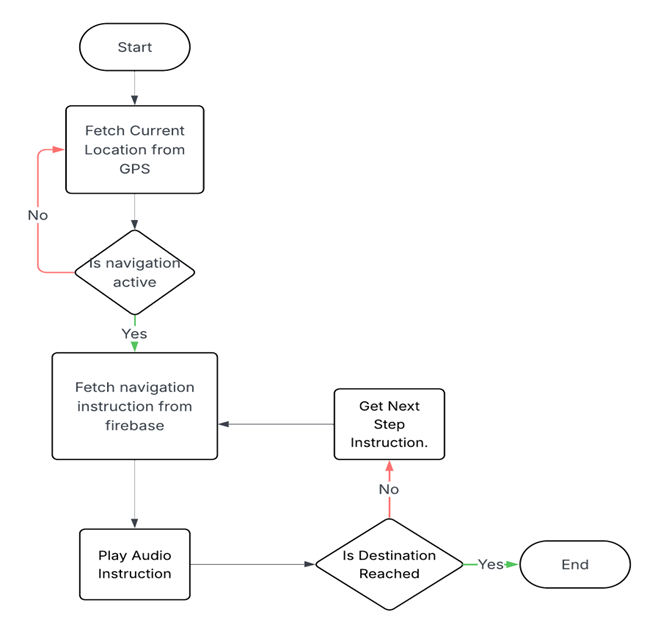 Start
Fetch Current
Location from
GPS
No
Is navigation
active
Yes
Fetch navigation
instruction from
firebase
Get Next
Step
Instruction.
No
Play Audio
Instruction
Is Destination
Reached
Yes
End